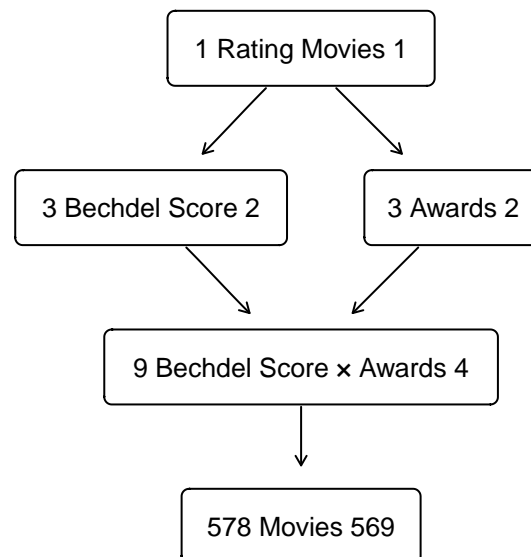 1 Rating Movies 1
3 Bechdel Score 2
3 Awards 2
9 Bechdel Score × Awards 4
578 Movies 569